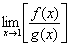 lim x→1 [ f(x) / g(x) ]